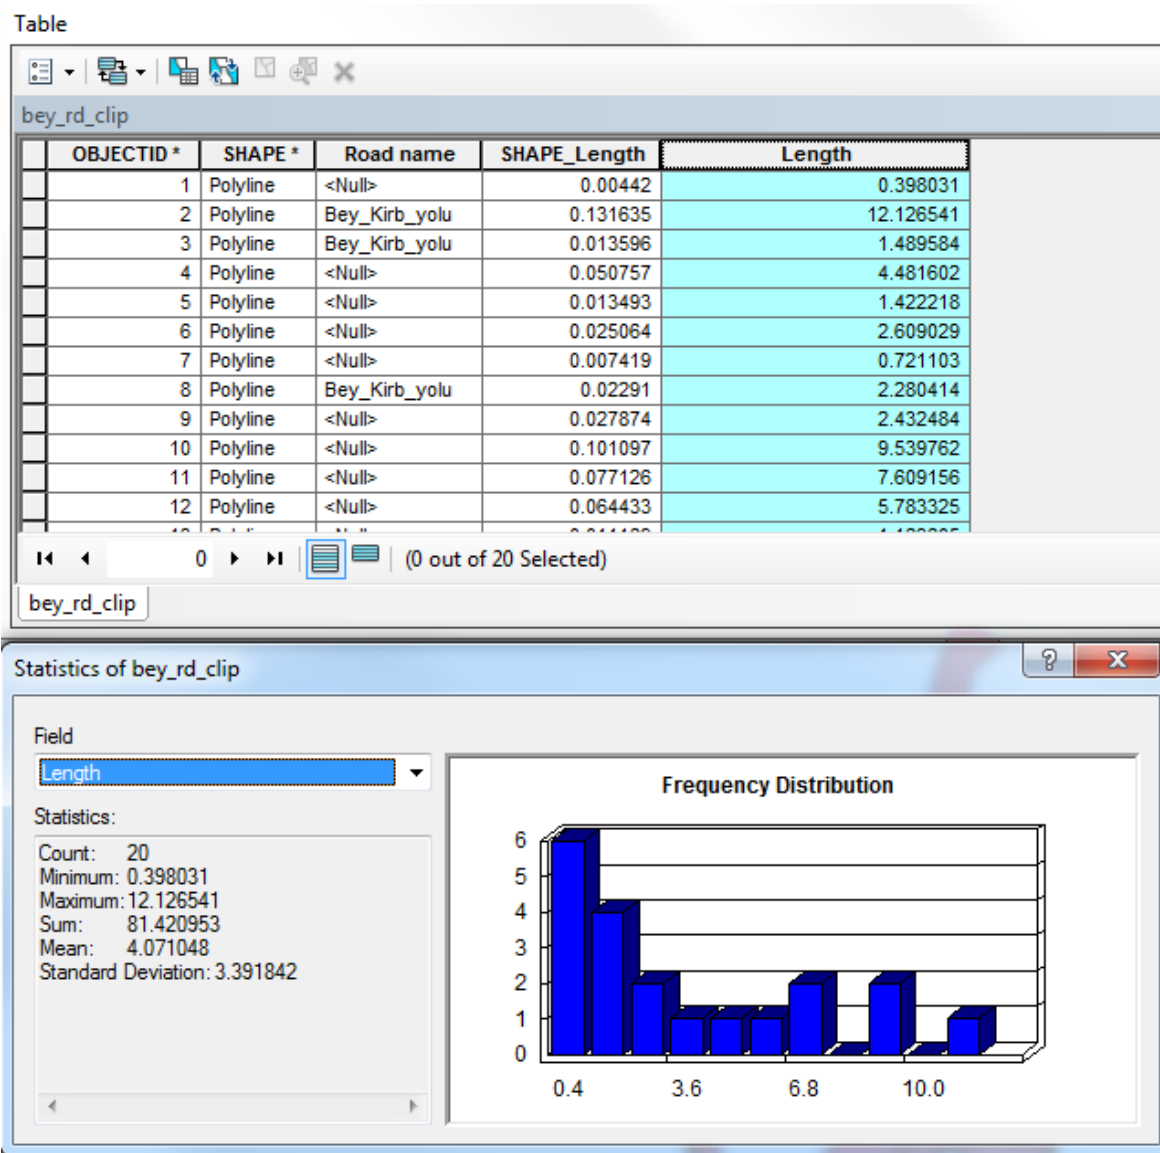 Table
bey_rd_clip
OBJECTID * SHAPE * Road name SHAPE_Length Length
1 Polyline <Null> 0.00442 0.398031
2 Polyline Bey_Kirb_yolu 0.131635 12.126541
3 Polyline Bey_Kirb_yolu 0.013596 1.489584
4 Polyline <Null> 0.050757 4.481602
5 Polyline <Null> 0.013493 1.422218
6 Polyline <Null> 0.025064 2.609029
7 Polyline <Null> 0.007419 0.721103
8 Polyline Bey_Kirb_yolu 0.02291 2.280414
9 Polyline <Null> 0.027874 2.432484
10 Polyline <Null> 0.101097 9.539762
11 Polyline <Null> 0.077126 7.609156
12 Polyline <Null> 0.064433 5.783325
0 (0 out of 20 Selected)
bey_rd_clip
Statistics of bey_rd_clip
Field
Length
Statistics:
Count: 20
Minimum: 0.398031
Maximum: 12.126541
Sum: 81.420953
Mean: 4.071048
Standard Deviation: 3.391842
Frequency Distribution
6
5
4
3
2
1
0
0.4 3.6 6.8 10.0